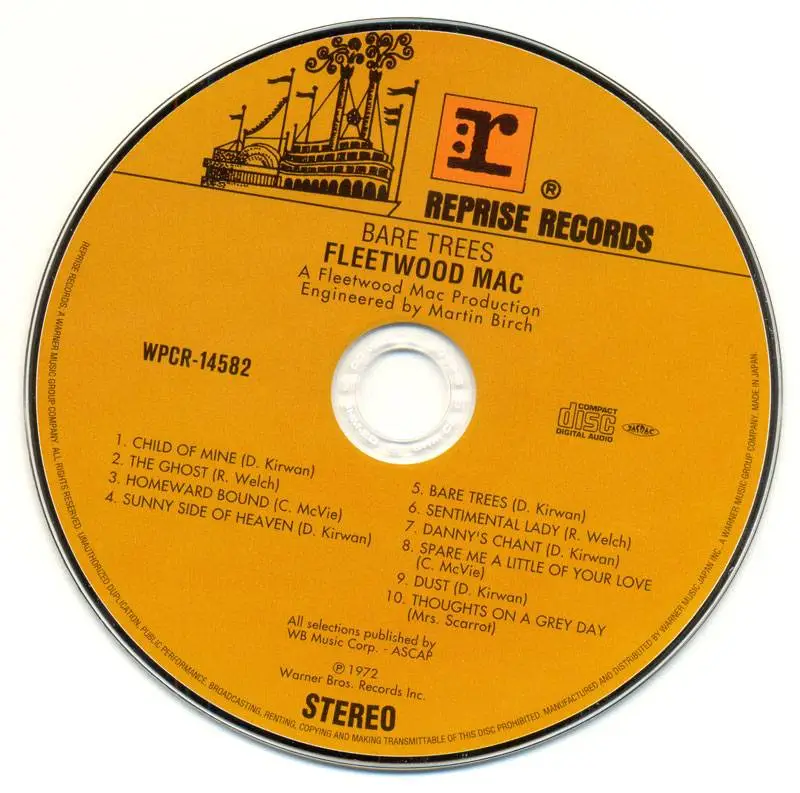 r
®
REPRISE RECORDS
BARE TREES
FLEETWOOD MAC
A Fleetwood Mac Production
Engineered by Martin Birch
WPCR-14582
COMPACT
disc
DIGITAL AUDIO
1. CHILD OF MINE (D. Kirwan)
2. THE GHOST (R. Welch)
3. HOMEWARD BOUND (C. McVie)
4. SUNNY SIDE OF HEAVEN (D. Kirwan)
5. BARE TREES (D. Kirwan)
6. SENTIMENTAL LADY (R. Welch)
7. DANNY'S CHANT (D. Kirwan)
8. SPARE ME A LITTLE OF YOUR LOVE
(C. McVie)
9. DUST (D. Kirwan)
10. THOUGHTS ON A GREY DAY
(Mrs. Scarrot)
All selections published by
WB Music Corp. - ASCAP
℗ 1972
Warner Bros. Records Inc.
STEREO
REPRISE RECORDS, A WARNER MUSIC GROUP COMPANY. ALL RIGHTS RESERVED. UNAUTHORIZED DUPLICATION, PUBLIC PERFORMANCE, BROADCASTING, RENTING, COPYING AND MAKING TRANSMITTABLE OF THIS DISC PROHIBITED. MANUFACTURED AND DISTRIBUTED BY WARNER MUSIC JAPAN INC. A WARNER MUSIC GROUP COMPANY. MADE IN JAPAN.